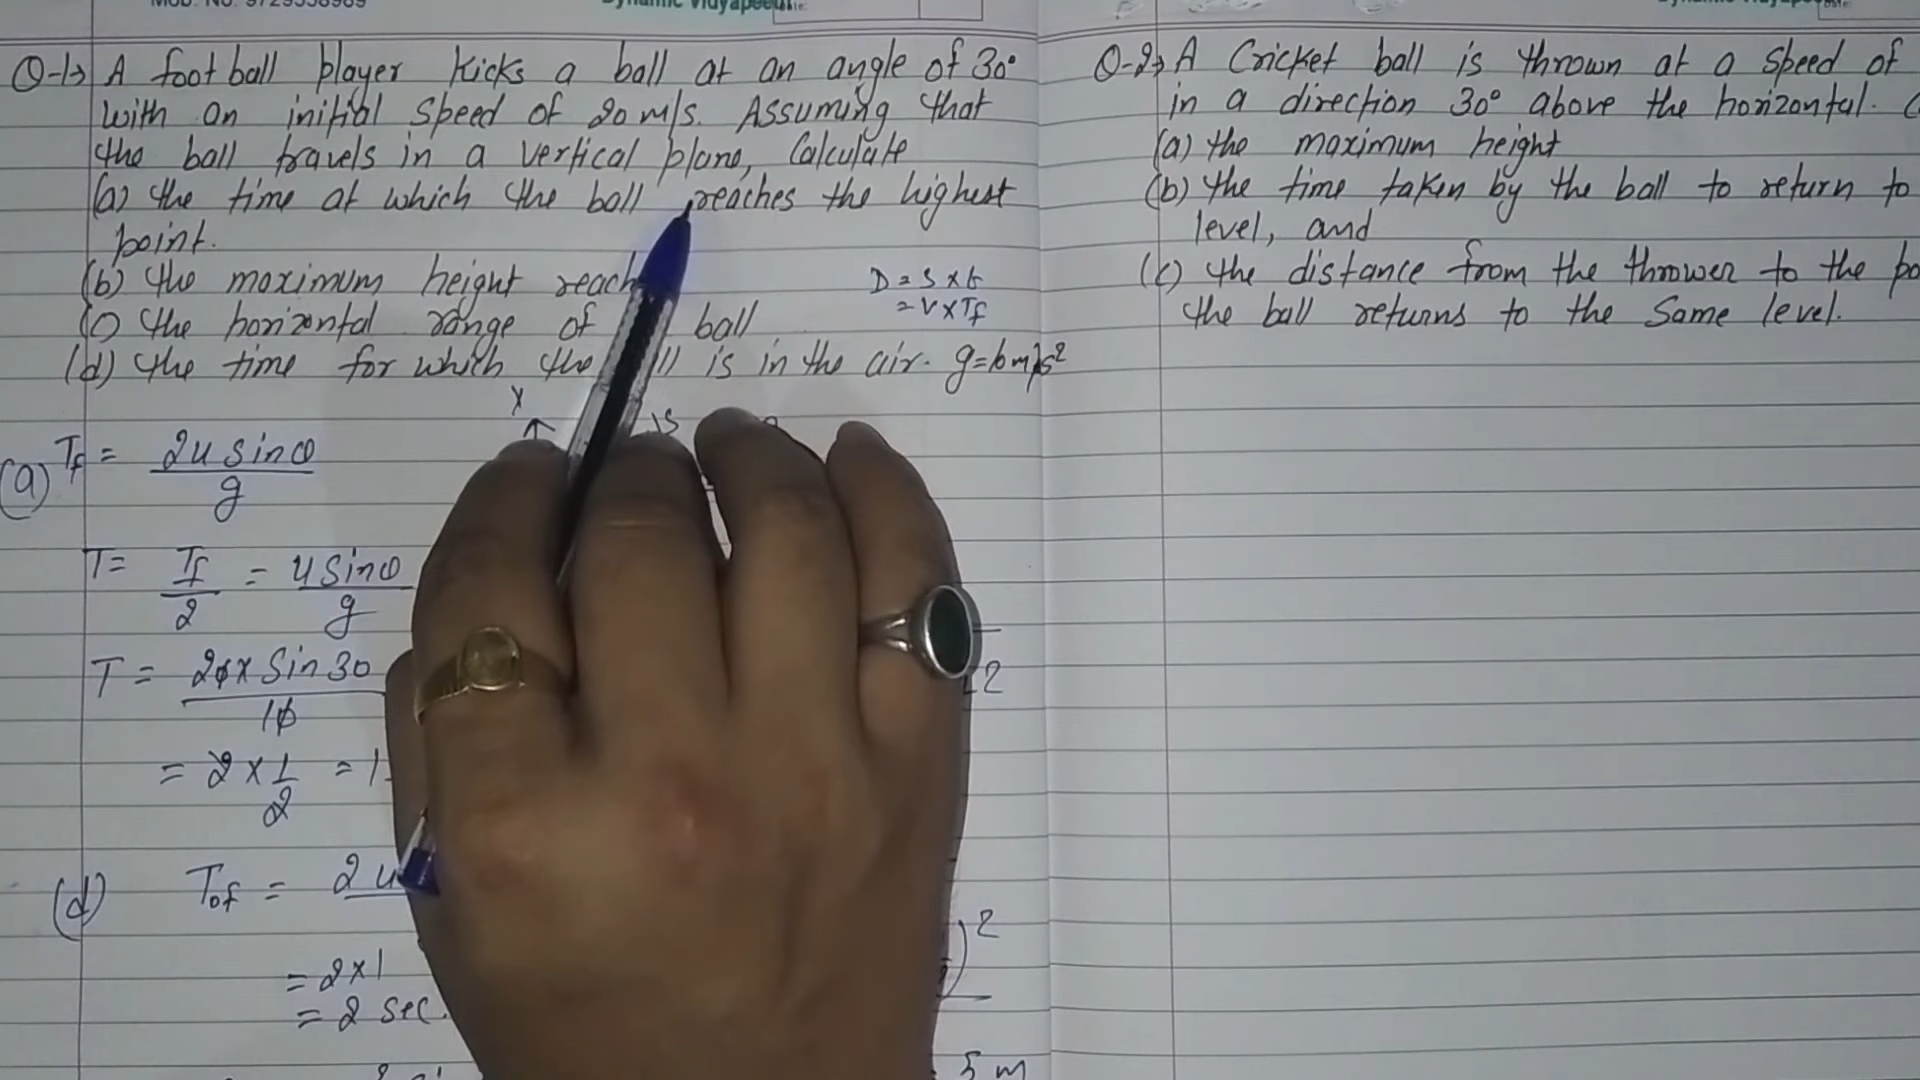 Q-1→ A foot ball player kicks a ball at an angle of 30°
with an initial speed of 20 m/s. Assuming that
the ball travels in a vertical plane, Calculate
(a) the time at which the ball reaches the highest
point.
(b) the maximum height reach
(c) the horizontal range of ball
(d) the time for which the ll is in the air. g=10m/s²
D = S × t
= V × Tf
(a) Tf = 2u sinθ / g
T = Tf / 2 = u sinθ / g
T = 20 × Sin 30 / 10
= 2 × 1/2 = 1
(d) Tof = 2u
= 2×1
= 2 sec.
Y
2
)2
5 m
Q-2→ A Cricket ball is thrown at a speed of
in a direction 30° above the horizontal.
(a) the maximum height
(b) the time taken by the ball to return to
level, and
(c) the distance from the thrower to the po
the ball returns to the Same level.